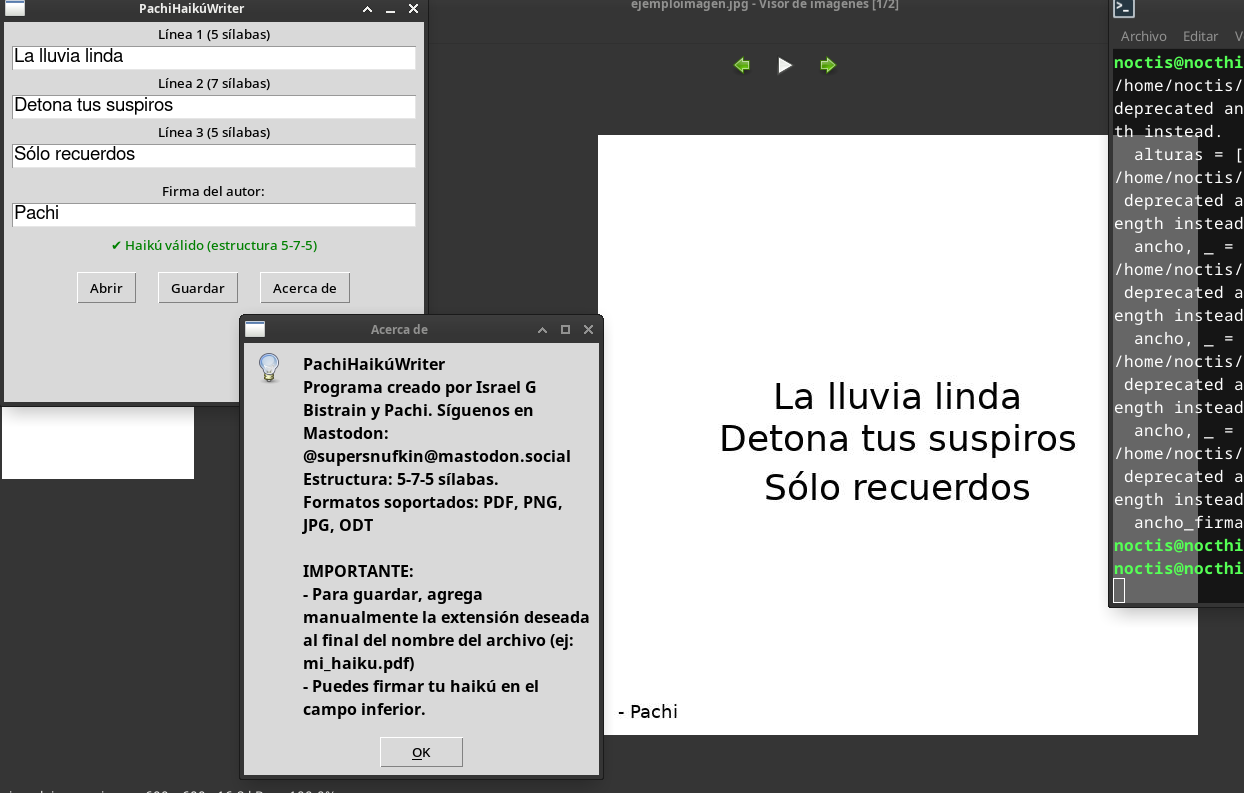 PachiHaikúWriter
Línea 1 (5 sílabas)
La lluvia linda
Línea 2 (7 sílabas)
Detona tus suspiros
Línea 3 (5 sílabas)
Sólo recuerdos
Firma del autor:
Pachi
✔ Haikú válido (estructura 5-7-5)
Abrir Guardar Acerca de
Acerca de
PachiHaikúWriter
Programa creado por Israel G
Bistrain y Pachi. Síguenos en
Mastodon:
@supersnufkin@mastodon.social
Estructura: 5-7-5 sílabas.
Formatos soportados: PDF, PNG,
JPG, ODT
IMPORTANTE:
- Para guardar, agrega
manualmente la extensión deseada
al final del nombre del archivo (ej:
mi_haiku.pdf)
- Puedes firmar tu haikú en el
campo inferior.
OK
ejemploimagen.jpg - Visor de imágenes [1/2]
La lluvia linda
Detona tus suspiros
Sólo recuerdos
- Pachi
Archivo Editar V
noctis@nocthi
/home/noctis/
deprecated an
th instead.
alturas = [
/home/noctis/
deprecated a
ength instead
ancho, _ =
/home/noctis/
deprecated a
ength instead
ancho, _ =
/home/noctis/
deprecated a
ength instead
ancho, _ =
/home/noctis/
deprecated a
ength instead
ancho_firma
noctis@nocthi
noctis@nocthi